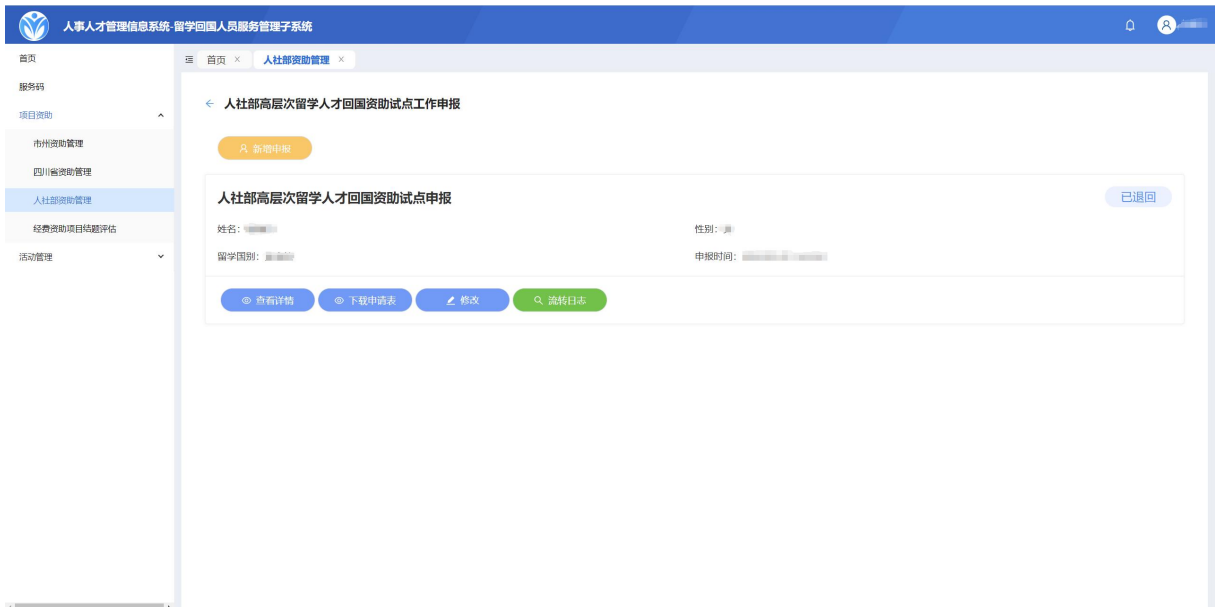 人事人才管理信息系统-留学回国人员服务管理子系统
首页
服务码
项目资助
市州资助管理
四川省资助管理
人社部资助管理
经费资助项目结题评估
活动管理
首页 × 人社部资助管理 ×
← 人社部高层次留学人才回国资助试点工作申报
新增申报
人社部高层次留学人才回国资助试点申报 已退回
姓名: 性别:
留学国别: 申报时间:
查看详情 下载申请表 修改 流转日志